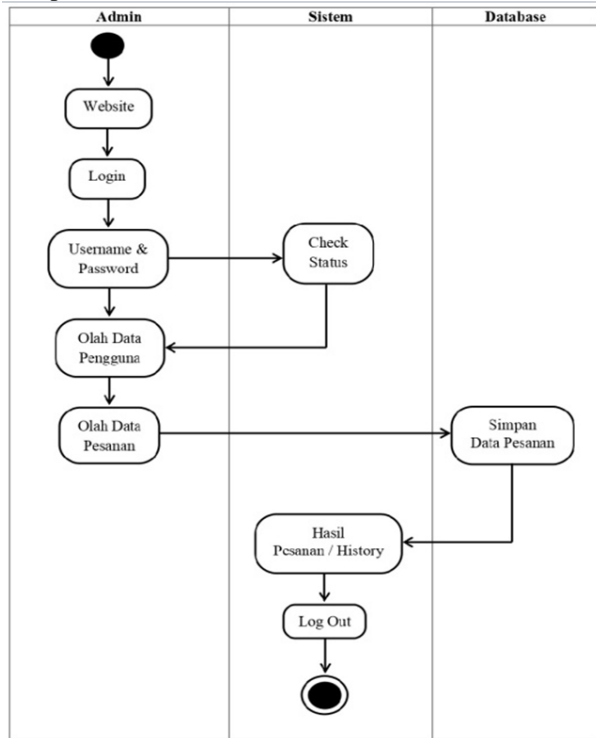 Admin
Sistem
Database
Website
Login
Username &
Password
Check
Status
Olah Data
Pengguna
Olah Data
Pesanan
Simpan
Data Pesanan
Hasil
Pesanan / History
Log Out